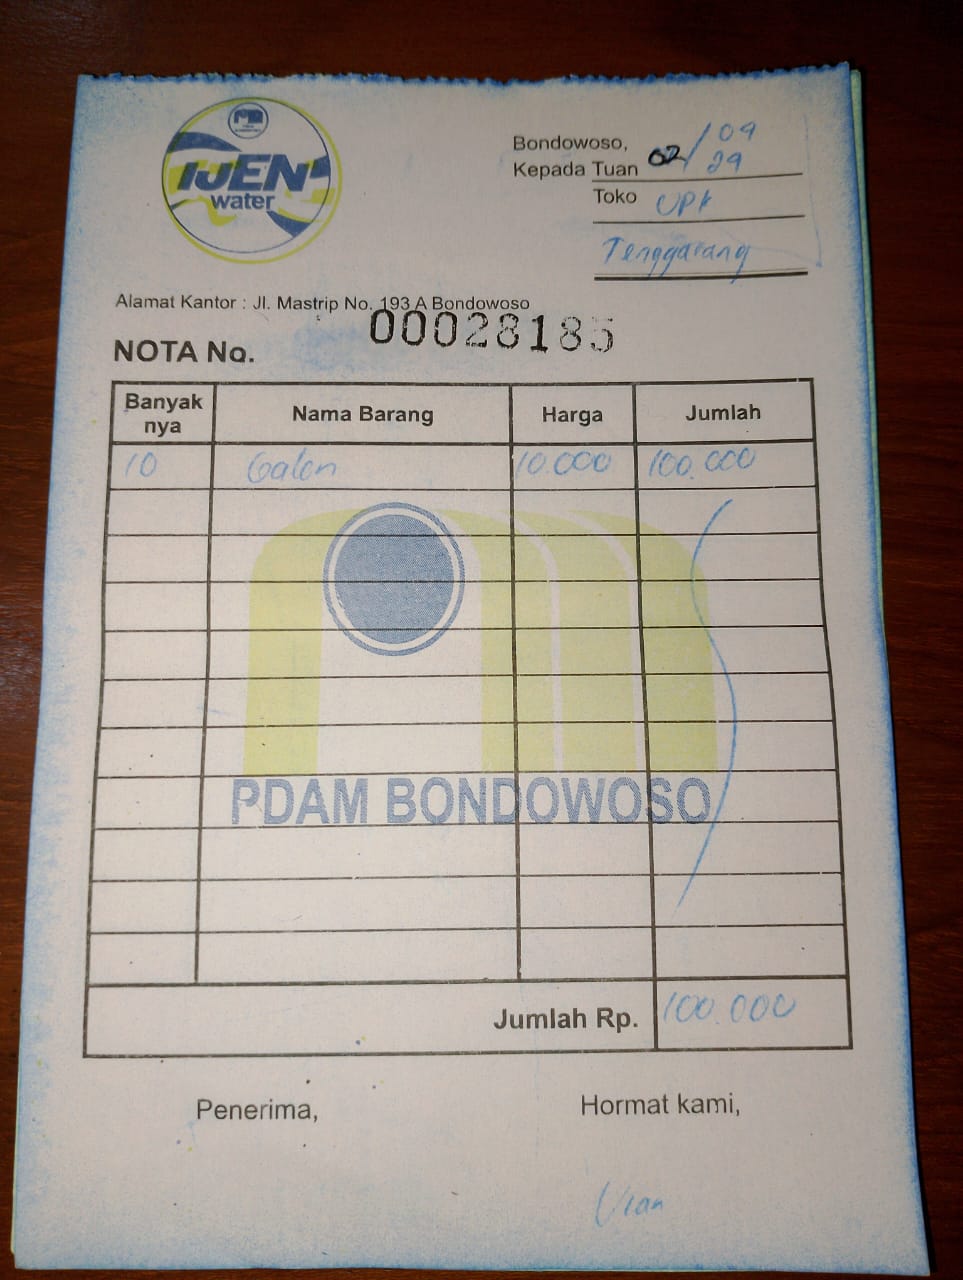 IJEN
water
Bondowoso, 02/09
Kepada Tuan 29
Toko UPK
Tenggarang
Alamat Kantor : Jl. Mastrip No. 193 A Bondowoso
NOTA No. 00028185
Banyak nya Nama Barang Harga Jumlah
10 Galon 10.000 100.000
PDAM BONDOWOSO
Jumlah Rp. 100.000
Penerima, Hormat kami,